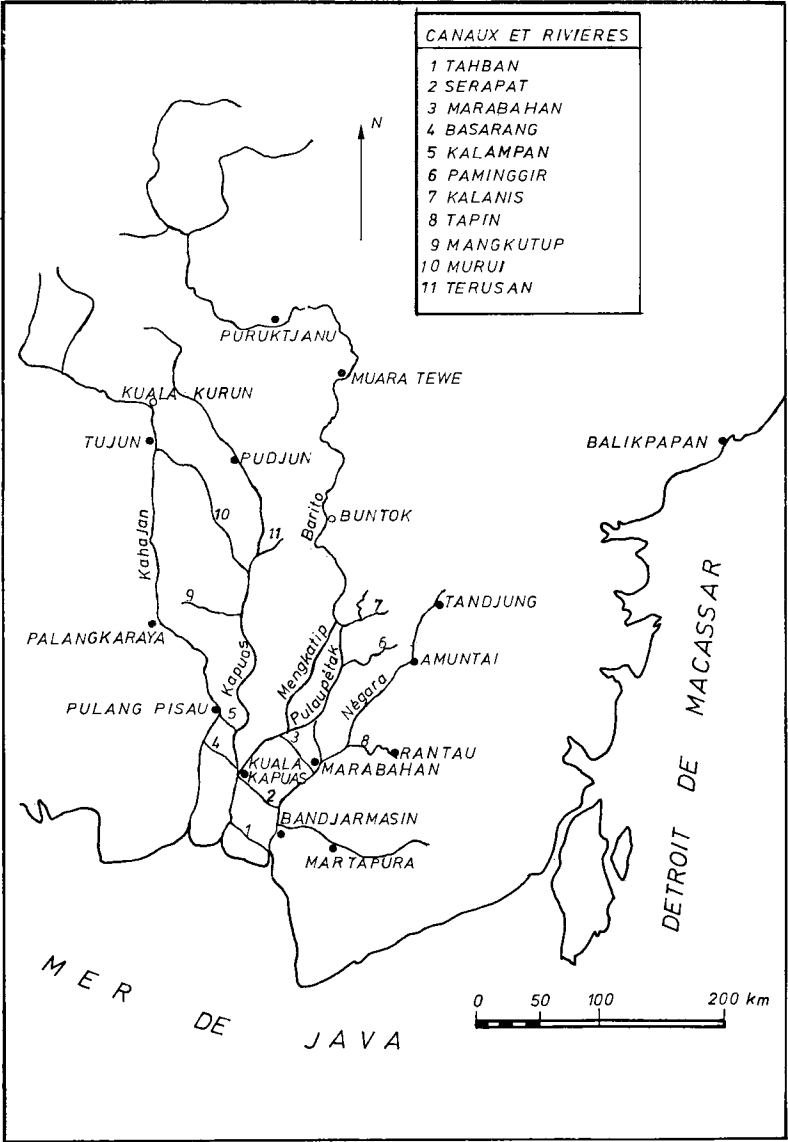 CANAUX ET RIVIERES
1 TAHBAN
2 SERAPAT
3 MARABAHAN
4 BASARANG
5 KALAMPAN
6 PAMINGGIR
7 KALANIS
8 TAPIN
9 MANGKUTUP
10 MURUI
11 TERUSAN
N
PURUKTJANU
MUARA TEWE
KUALA KURUN
TUJUN
PUDJUN
BALIKPAPAN
10
11
Barito
BUNTOK
Kahajan
9
7
TANDJUNG
PALANGKARAYA
Kapuas
Mengkatip
Pulaupétak
6
AMUNTAI
Négara
PULANG PISAU
5
4
3
8
RANTAU
KUALA
KAPUAS
MARABAHAN
2
1
BANDJARMASIN
MARTAPURA
DETROIT DE MACASSAR
MER DE JAVA
0 50 100 200 km